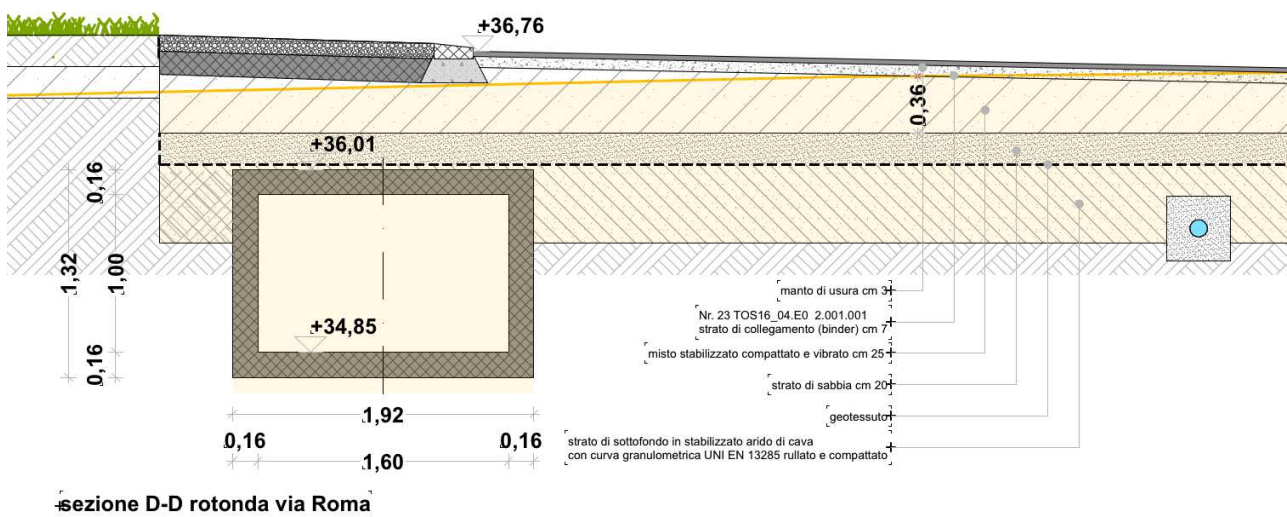 +36,76
0,36
+36,01
0,16
1,32
1,00
+34,85
0,16
manto di usura cm 3
Nr. 23 TOS16_04.E0 2.001.001
strato di collegamento (binder) cm 7
misto stabilizzato compattato e vibrato cm 25
strato di sabbia cm 20
geotessuto
strato di sottofondo in stabilizzato arido di cava
con curva granulometrica UNI EN 13285 rullato e compattato
1,92
0,16
0,16
1,60
sezione D-D rotonda via Roma